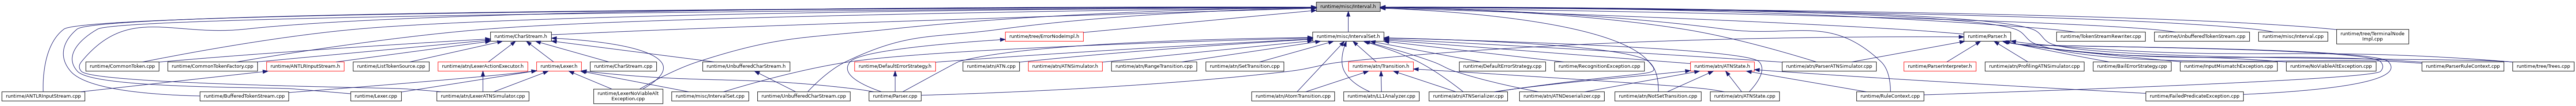 runtime/misc/Interval.h
runtime/CharStream.h
runtime/tree/ErrorNodeImpl.h
runtime/misc/IntervalSet.h
runtime/Parser.h
runtime/TokenStreamRewriter.cpp
runtime/UnbufferedTokenStream.cpp
runtime/misc/Interval.cpp
runtime/tree/TerminalNode
Impl.cpp
runtime/CommonToken.cpp
runtime/CommonTokenFactory.cpp
runtime/ANTLRInputStream.h
runtime/ListTokenSource.cpp
runtime/atn/LexerActionExecutor.h
runtime/Lexer.h
runtime/CharStream.cpp
runtime/UnbufferedCharStream.h
runtime/DefaultErrorStrategy.h
runtime/atn/ATN.cpp
runtime/atn/ATNSimulator.h
runtime/atn/RangeTransition.cpp
runtime/atn/SetTransition.cpp
runtime/atn/Transition.h
runtime/DefaultErrorStrategy.cpp
runtime/RecognitionException.cpp
runtime/atn/ATNState.h
runtime/atn/ParserATNSimulator.cpp
runtime/ParserInterpreter.h
runtime/atn/ProfilingATNSimulator.cpp
runtime/BailErrorStrategy.cpp
runtime/InputMismatchException.cpp
runtime/NoViableAltException.cpp
runtime/ParserRuleContext.cpp
runtime/tree/Trees.cpp
runtime/ANTLRInputStream.cpp
runtime/BufferedTokenStream.cpp
runtime/Lexer.cpp
runtime/atn/LexerATNSimulator.cpp
runtime/LexerNoViableAlt
Exception.cpp
runtime/misc/IntervalSet.cpp
runtime/UnbufferedCharStream.cpp
runtime/Parser.cpp
runtime/atn/AtomTransition.cpp
runtime/atn/LL1Analyzer.cpp
runtime/atn/ATNSerializer.cpp
runtime/atn/ATNDeserializer.cpp
runtime/atn/NotSetTransition.cpp
runtime/atn/ATNState.cpp
runtime/RuleContext.cpp
runtime/FailedPredicateException.cpp